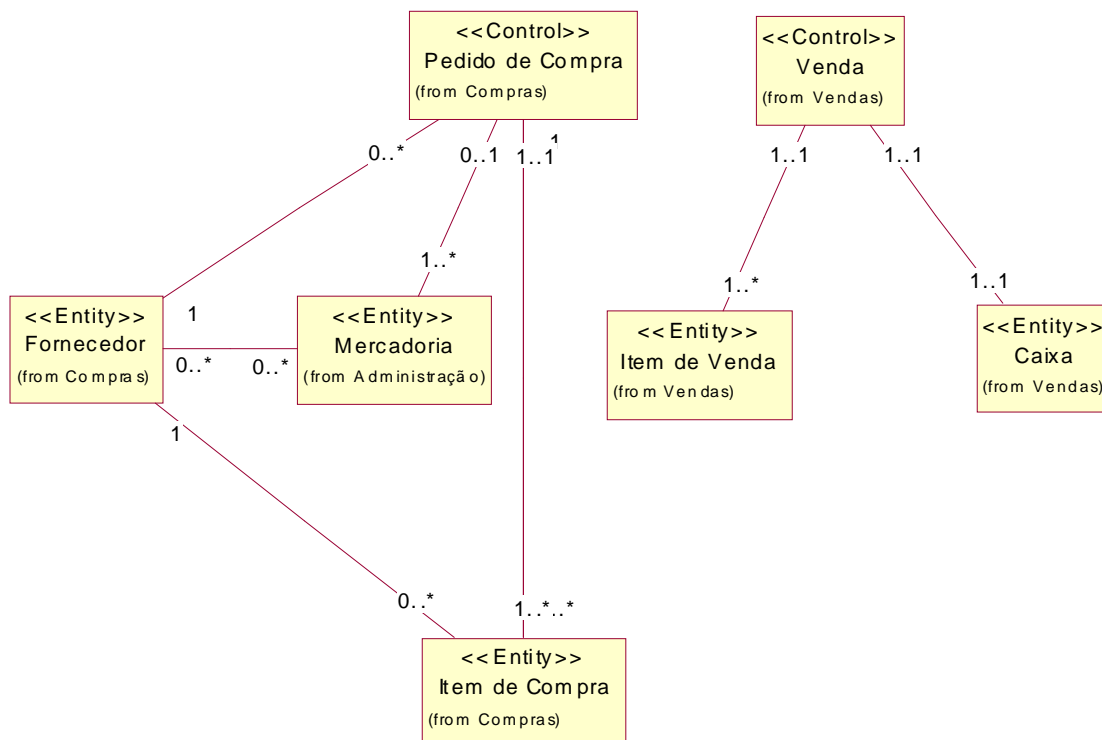 <<Control>>
Pedido de Compra
(from Compras)
<<Control>>
Venda
(from Vendas)
0..*
0..1
1..1
1
1..1
1..1
1..*
1..*
1..1
1
<<Entity>>
Fornecedor
(from Compras)
<<Entity>>
Mercadoria
(from Administração)
<<Entity>>
Item de Venda
(from Vendas)
<<Entity>>
Caixa
(from Vendas)
0..*
0..*
1
0..*
1..*..*
<<Entity>>
Item de Compra
(from Compras)